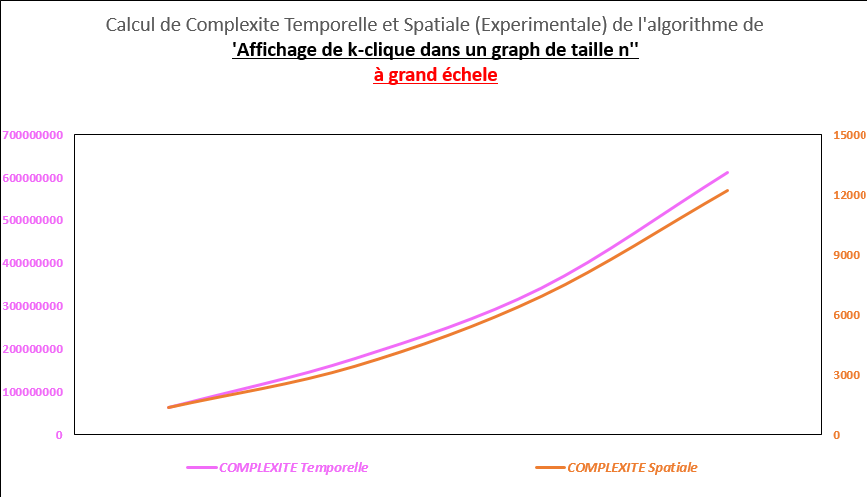 Calcul de Complexite Temporelle et Spatiale (Experimentale) de l'algorithme de
'Affichage de k-clique dans un graph de taille n''
à grand échele
700000000
600000000
500000000
400000000
300000000
200000000
100000000
0
15000
12000
9000
6000
3000
0
COMPLEXITE Temporelle
COMPLEXITE Spatiale